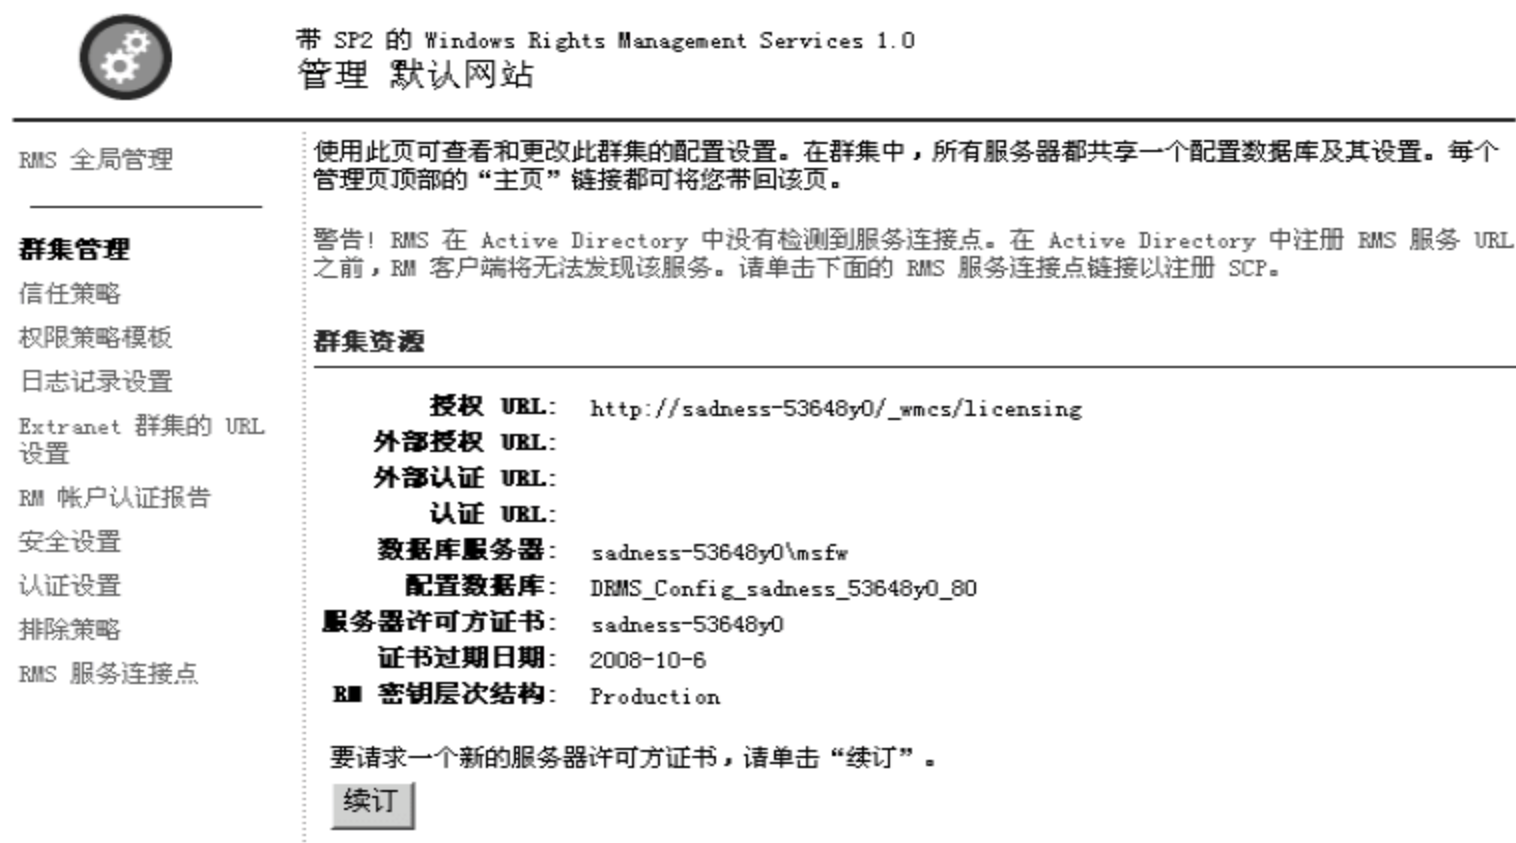 带 SP2 的 Windows Rights Management Services 1.0
管理 默认网站
RMS 全局管理
群集管理
信任策略
权限策略模板
日志记录设置
Extranet 群集的 URL
设置
RM 帐户认证报告
安全设置
认证设置
排除策略
RMS 服务连接点
使用此页可查看和更改此群集的配置设置。在群集中，所有服务器都共享一个配置数据库及其设置。每个
管理页顶部的“主页”链接都可将您带回该页。
警告! RMS 在 Active Directory 中没有检测到服务连接点。在 Active Directory 中注册 RMS 服务 URL
之前，RM 客户端将无法发现该服务。请单击下面的 RMS 服务连接点链接以注册 SCP。
群集资源
授权 URL: http://sadness-53648y0/_wmcs/licensing
外部授权 URL:
外部认证 URL:
认证 URL:
数据库服务器: sadness-53648y0\msfw
配置数据库: DRMS_Config_sadness_53648y0_80
服务器许可方证书: sadness-53648y0
证书过期日期: 2008-10-6
RM 密钥层次结构: Production
要请求一个新的服务器许可方证书，请单击“续订”。
续订